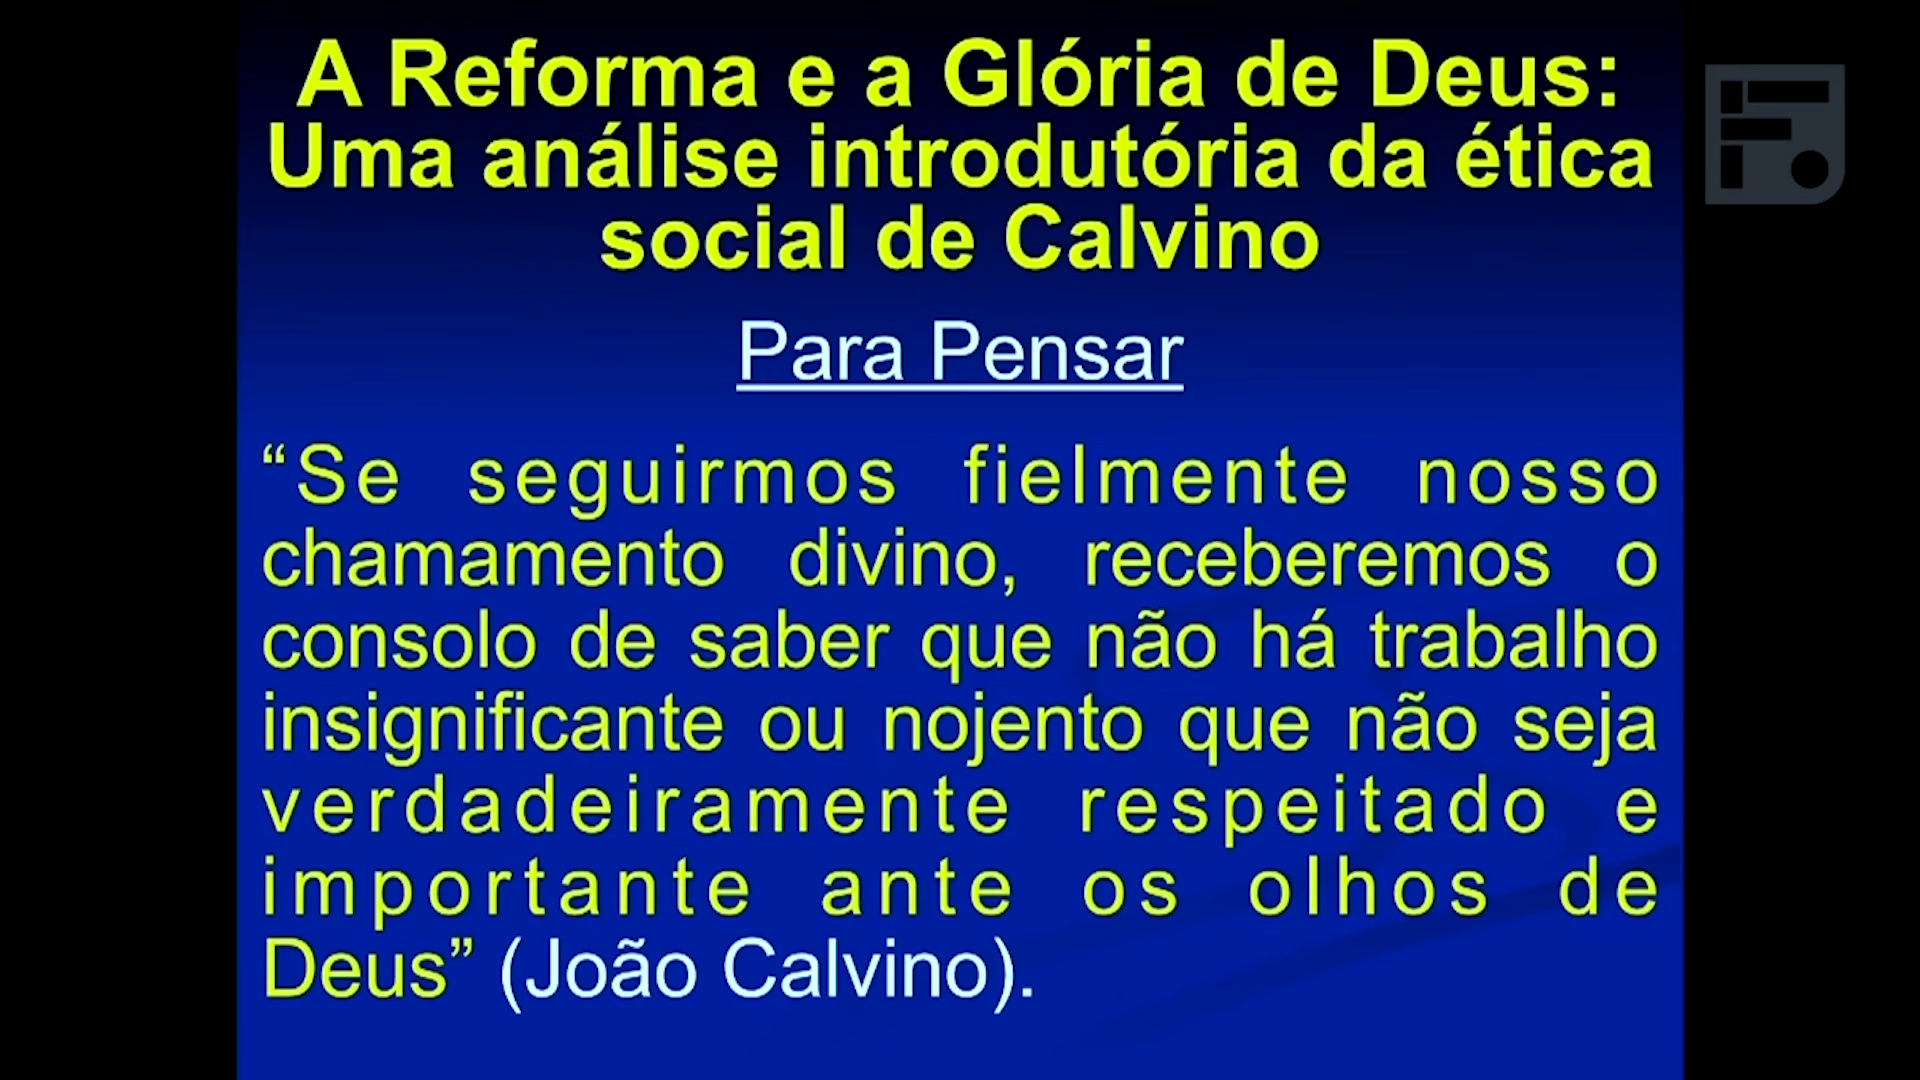 A Reforma e a Glória de Deus:
Uma análise introdutória da ética
social de Calvino
Para Pensar
“Se seguirmos fielmente nosso
chamamento divino, receberemos o
consolo de saber que não há trabalho
insignificante ou nojento que não seja
verdadeiramente respeitado e
importante ante os olhos de
Deus” (João Calvino).